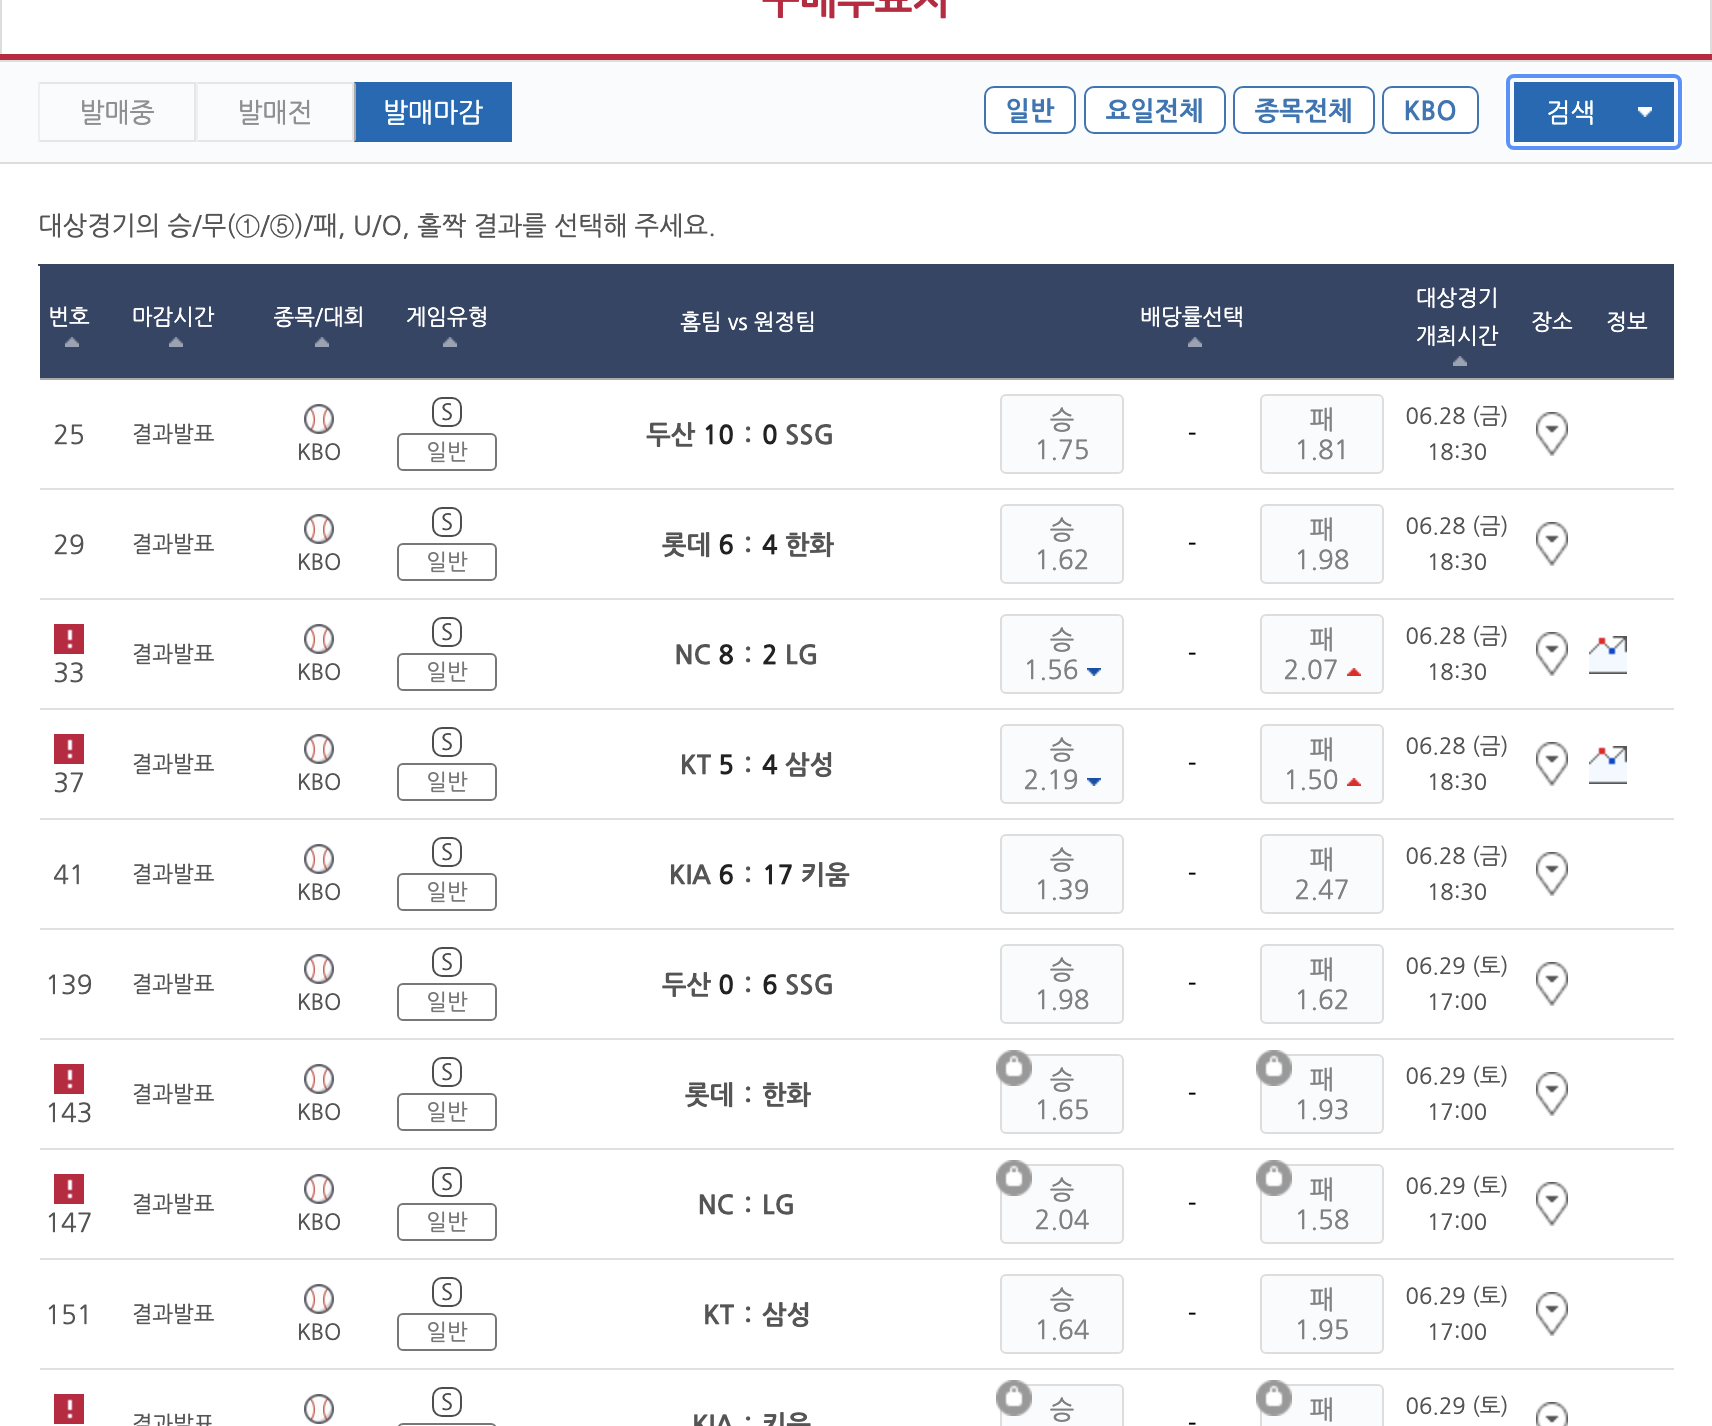 구매투표지
발매중 발매전 발매마감 일반 요일전체 종목전체 KBO 검색
대상경기의 승/무(①/⑤)/패, U/O, 홀짝 결과를 선택해 주세요.
번호 마감시간 종목/대회 게임유형 홈팀 vs 원정팀 배당률선택 대상경기 개최시간 장소 정보
25 결과발표 KBO S 일반 두산 10 : 0 SSG 승 1.75 - 패 1.81 06.28 (금) 18:30
29 결과발표 KBO S 일반 롯데 6 : 4 한화 승 1.62 - 패 1.98 06.28 (금) 18:30
! 33 결과발표 KBO S 일반 NC 8 : 2 LG 승 1.56 - 패 2.07 06.28 (금) 18:30
! 37 결과발표 KBO S 일반 KT 5 : 4 삼성 승 2.19 - 패 1.50 06.28 (금) 18:30
41 결과발표 KBO S 일반 KIA 6 : 17 키움 승 1.39 - 패 2.47 06.28 (금) 18:30
139 결과발표 KBO S 일반 두산 0 : 6 SSG 승 1.98 - 패 1.62 06.29 (토) 17:00
! 143 결과발표 KBO S 일반 롯데 : 한화 승 1.65 - 패 1.93 06.29 (토) 17:00
! 147 결과발표 KBO S 일반 NC : LG 승 2.04 - 패 1.58 06.29 (토) 17:00
151 결과발표 KBO S 일반 KT : 삼성 승 1.64 - 패 1.95 06.29 (토) 17:00
! 결과발표 S KIA : 키움 승 - 패 06.29 (토)